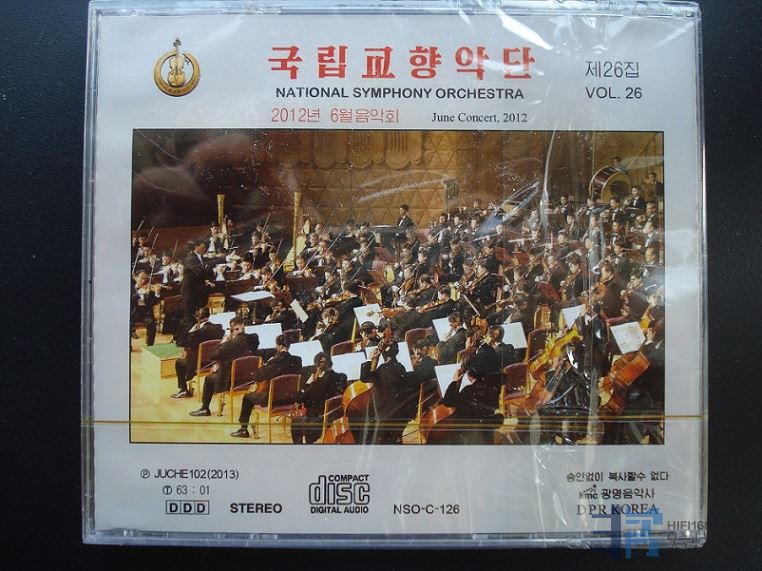 국립교향악단
제26집
NATIONAL SYMPHONY ORCHESTRA
VOL. 26
2012년 6월음악회
June Concert, 2012
Ⓟ JUCHE102(2013)
COMPACT
disc
DIGITAL AUDIO
승인없이 복사할수 없다
Ⓣ 63 : 01
kmc 광명음악사
DDD
STEREO
NSO-C-126
DPR KOREA
HIFI168